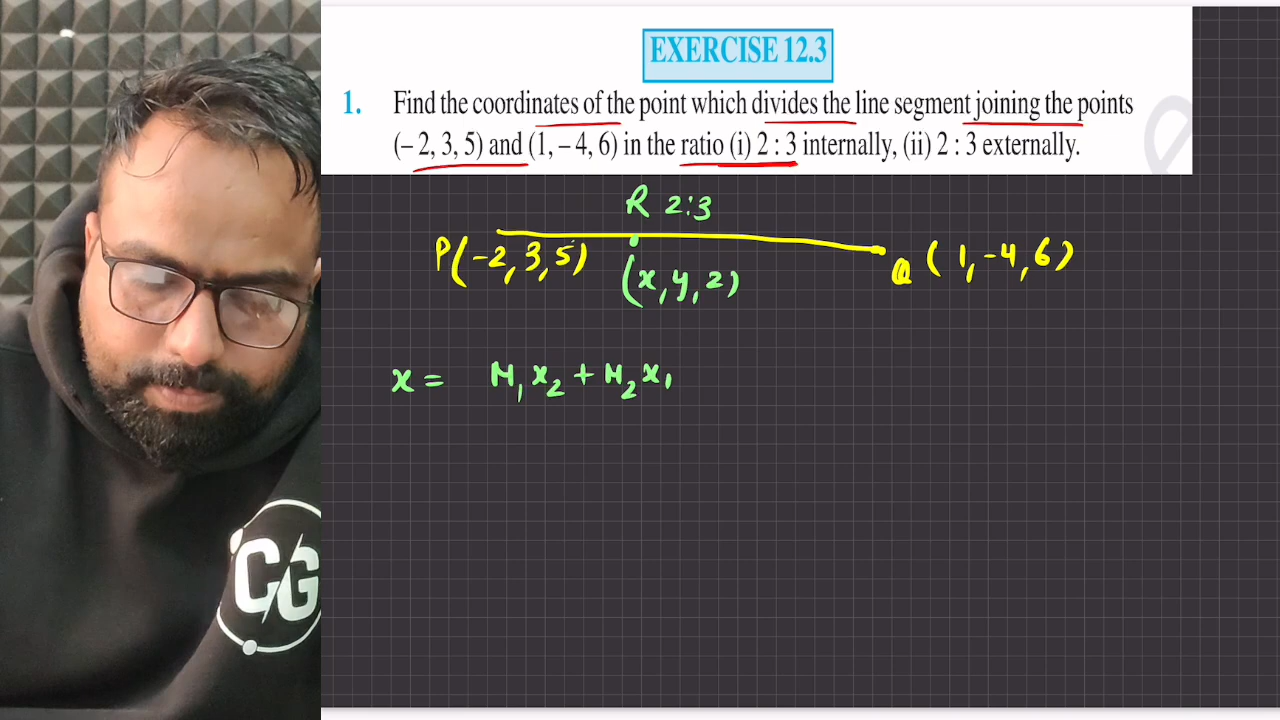 EXERCISE 12.3
1. Find the coordinates of the point which divides the line segment joining the points
(– 2, 3, 5) and (1, – 4, 6) in the ratio (i) 2 : 3 internally, (ii) 2 : 3 externally.
R 2:3
P(-2, 3, 5)
Q (1, -4, 6)
(x, y, z)
x = M₁x₂ + M₂x₁
CG